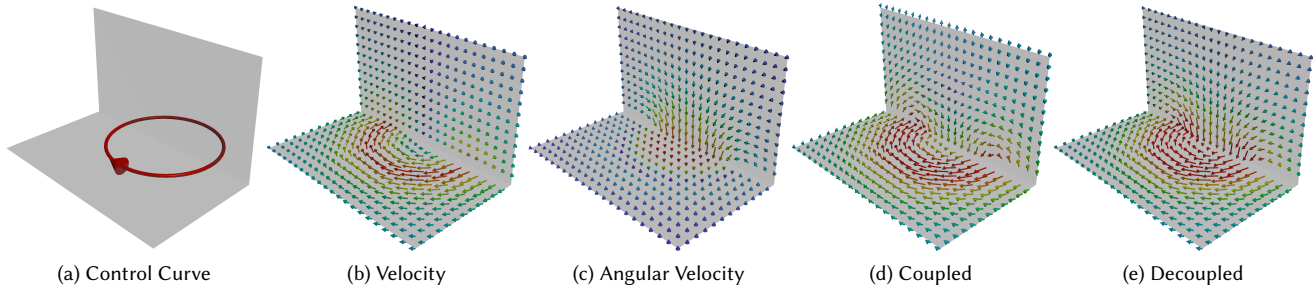 (a) Control Curve
(b) Velocity
(c) Angular Velocity
(d) Coupled
(e) Decoupled